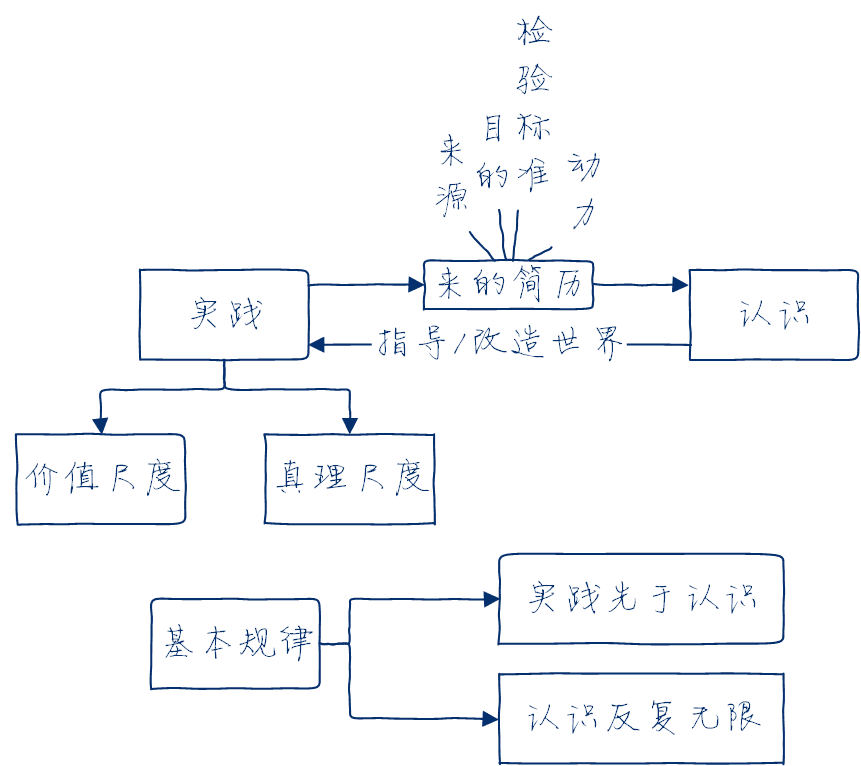 来源
目的
检验标准
动力
实践
来的简历
认识
指导/改造世界
价值尺度
真理尺度
基本规律
实践先于认识
认识反复无限